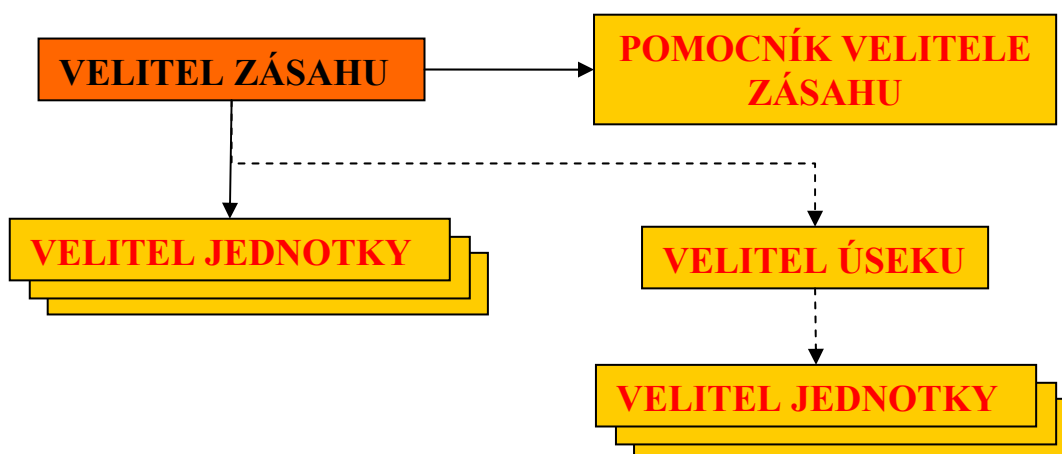 VELITEL ZÁSAHU
POMOCNÍK VELITELE
ZÁSAHU
VELITEL JEDNOTKY
VELITEL ÚSEKU
VELITEL JEDNOTKY